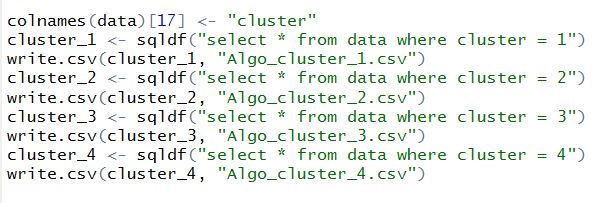 colnames(data)[17] <- "cluster"
cluster_1 <- sqldf("select * from data where cluster = 1")
write.csv(cluster_1, "Algo_cluster_1.csv")
cluster_2 <- sqldf("select * from data where cluster = 2")
write.csv(cluster_2, "Algo_cluster_2.csv")
cluster_3 <- sqldf("select * from data where cluster = 3")
write.csv(cluster_3, "Algo_cluster_3.csv")
cluster_4 <- sqldf("select * from data where cluster = 4")
write.csv(cluster_4, "Algo_cluster_4.csv")